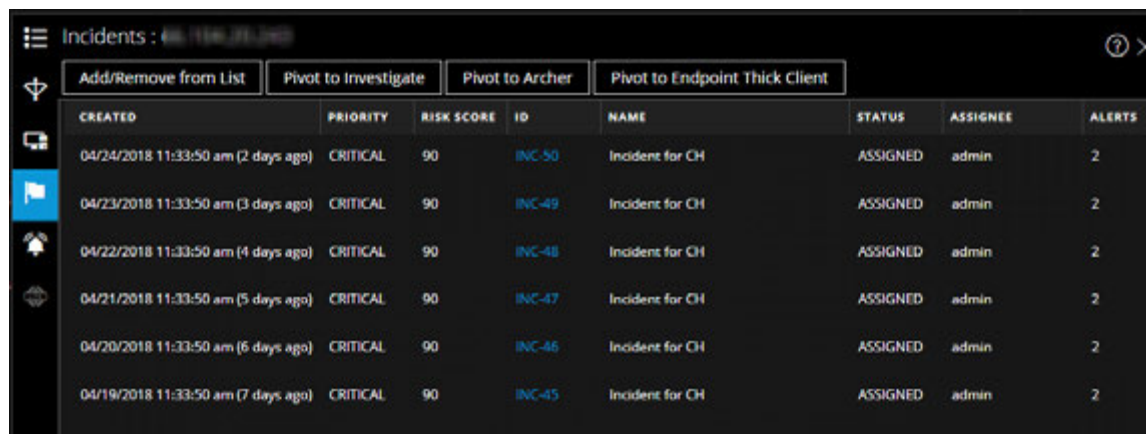 Incidents :
Add/Remove from List Pivot to Investigate Pivot to Archer Pivot to Endpoint Thick Client
CREATED PRIORITY RISK SCORE ID NAME STATUS ASSIGNEE ALERTS
04/24/2018 11:33:50 am (2 days ago) CRITICAL 90 INC-50 Incident for CH ASSIGNED admin 2
04/23/2018 11:33:50 am (3 days ago) CRITICAL 90 INC-49 Incident for CH ASSIGNED admin 2
04/22/2018 11:33:50 am (4 days ago) CRITICAL 90 INC-48 Incident for CH ASSIGNED admin 2
04/21/2018 11:33:50 am (5 days ago) CRITICAL 90 INC-47 Incident for CH ASSIGNED admin 2
04/20/2018 11:33:50 am (6 days ago) CRITICAL 90 INC-46 Incident for CH ASSIGNED admin 2
04/19/2018 11:33:50 am (7 days ago) CRITICAL 90 INC-45 Incident for CH ASSIGNED admin 2